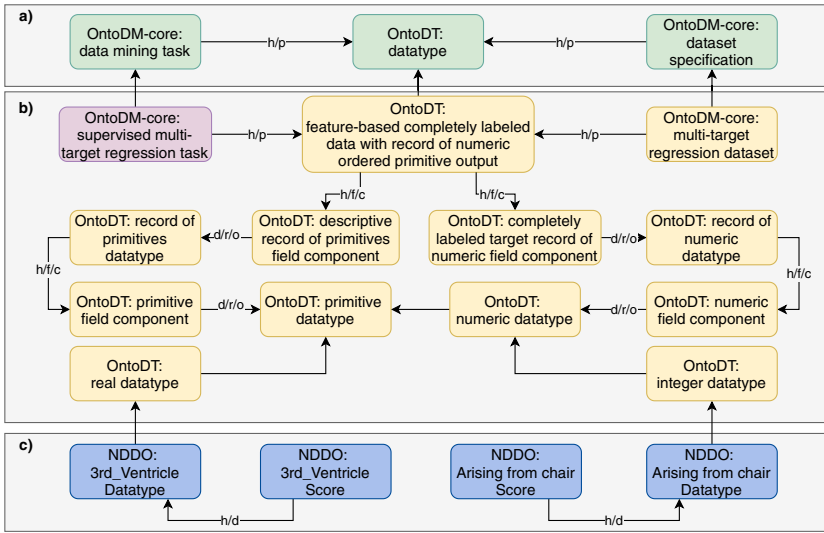 a)
OntoDM-core:
data mining task
h/p
OntoDT:
datatype
h/p
OntoDM-core:
dataset
specification
b)
OntoDM-core:
supervised multi-
target regression task
h/p
OntoDT:
feature-based completely labeled
data with record of numeric
ordered primitive output
h/p
OntoDM-core:
multi-target
regression dataset
h/f/c
h/f/c
OntoDT: record of
primitives
datatype
d/r/o
OntoDT: descriptive
record of primitives
field component
OntoDT: completely
labeled target record of
numeric field component
d/r/o
OntoDT: record of
numeric
datatype
h/f/c
h/f/c
OntoDT: primitive
field component
d/r/o
OntoDT: primitive
datatype
OntoDT:
numeric datatype
d/r/o
OntoDT: numeric
field component
OntoDT:
real datatype
OntoDT:
integer datatype
c)
NDDO:
3rd_Ventricle
Datatype
NDDO:
3rd_Ventricle
Score
NDDO:
Arising from chair
Score
NDDO:
Arising from chair
Datatype
h/d
h/d